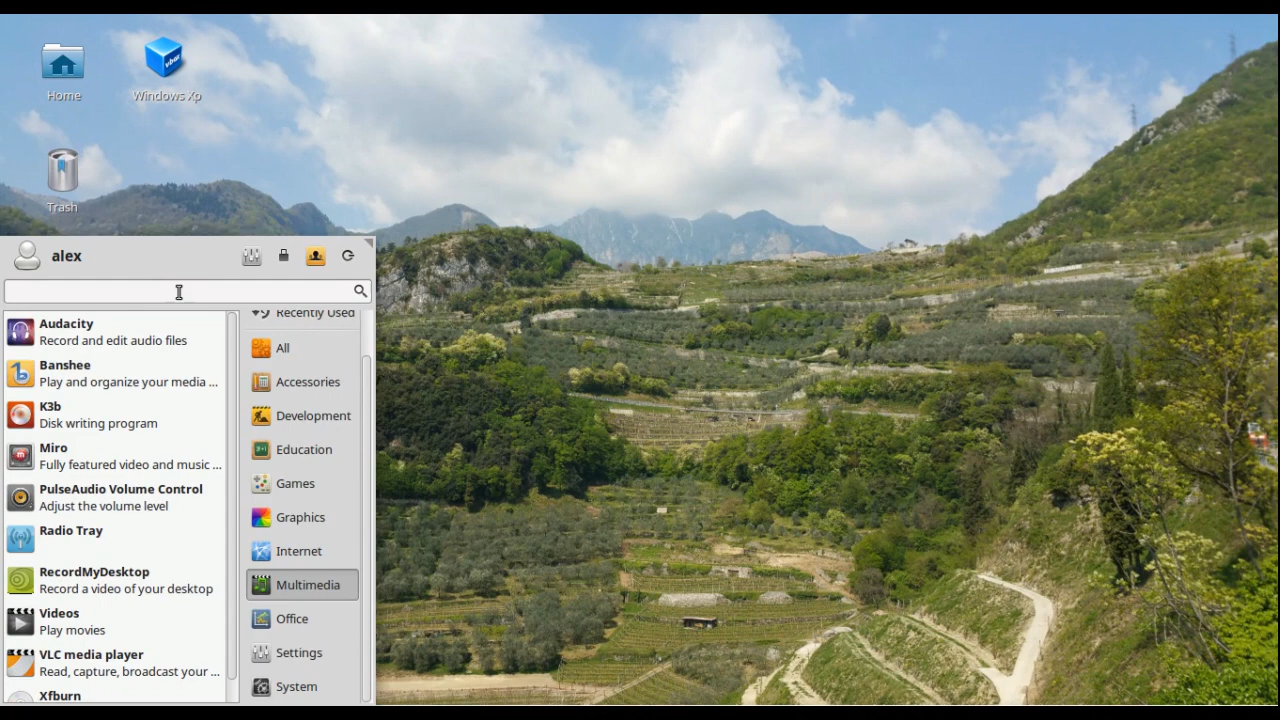 Home
Windows Xp
vbox
Trash
alex
Recently Used
Audacity
Record and edit audio files
Banshee
Play and organize your media ...
K3b
Disk writing program
Miro
Fully featured video and music ...
PulseAudio Volume Control
Adjust the volume level
Radio Tray
RecordMyDesktop
Record a video of your desktop
Videos
Play movies
VLC media player
Read, capture, broadcast your ...
Xfburn
All
Accessories
Development
Education
Games
Graphics
Internet
Multimedia
Office
Settings
System